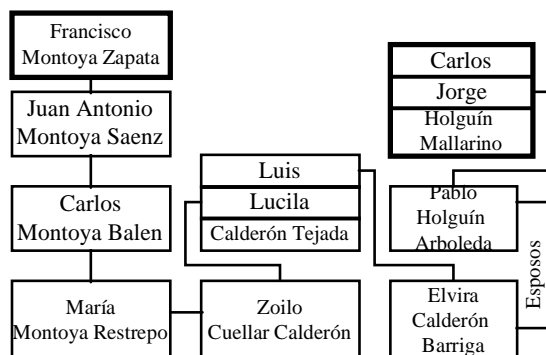 Francisco
Montoya Zapata
Juan Antonio
Montoya Saenz
Carlos
Montoya Balen
María
Montoya Restrepo
Luis
Lucila
Calderón Tejada
Zoilo
Cuellar Calderón
Carlos
Jorge
Holguín
Mallarino
Pablo
Holguín
Arboleda
Esposos
Elvira
Calderón
Barriga